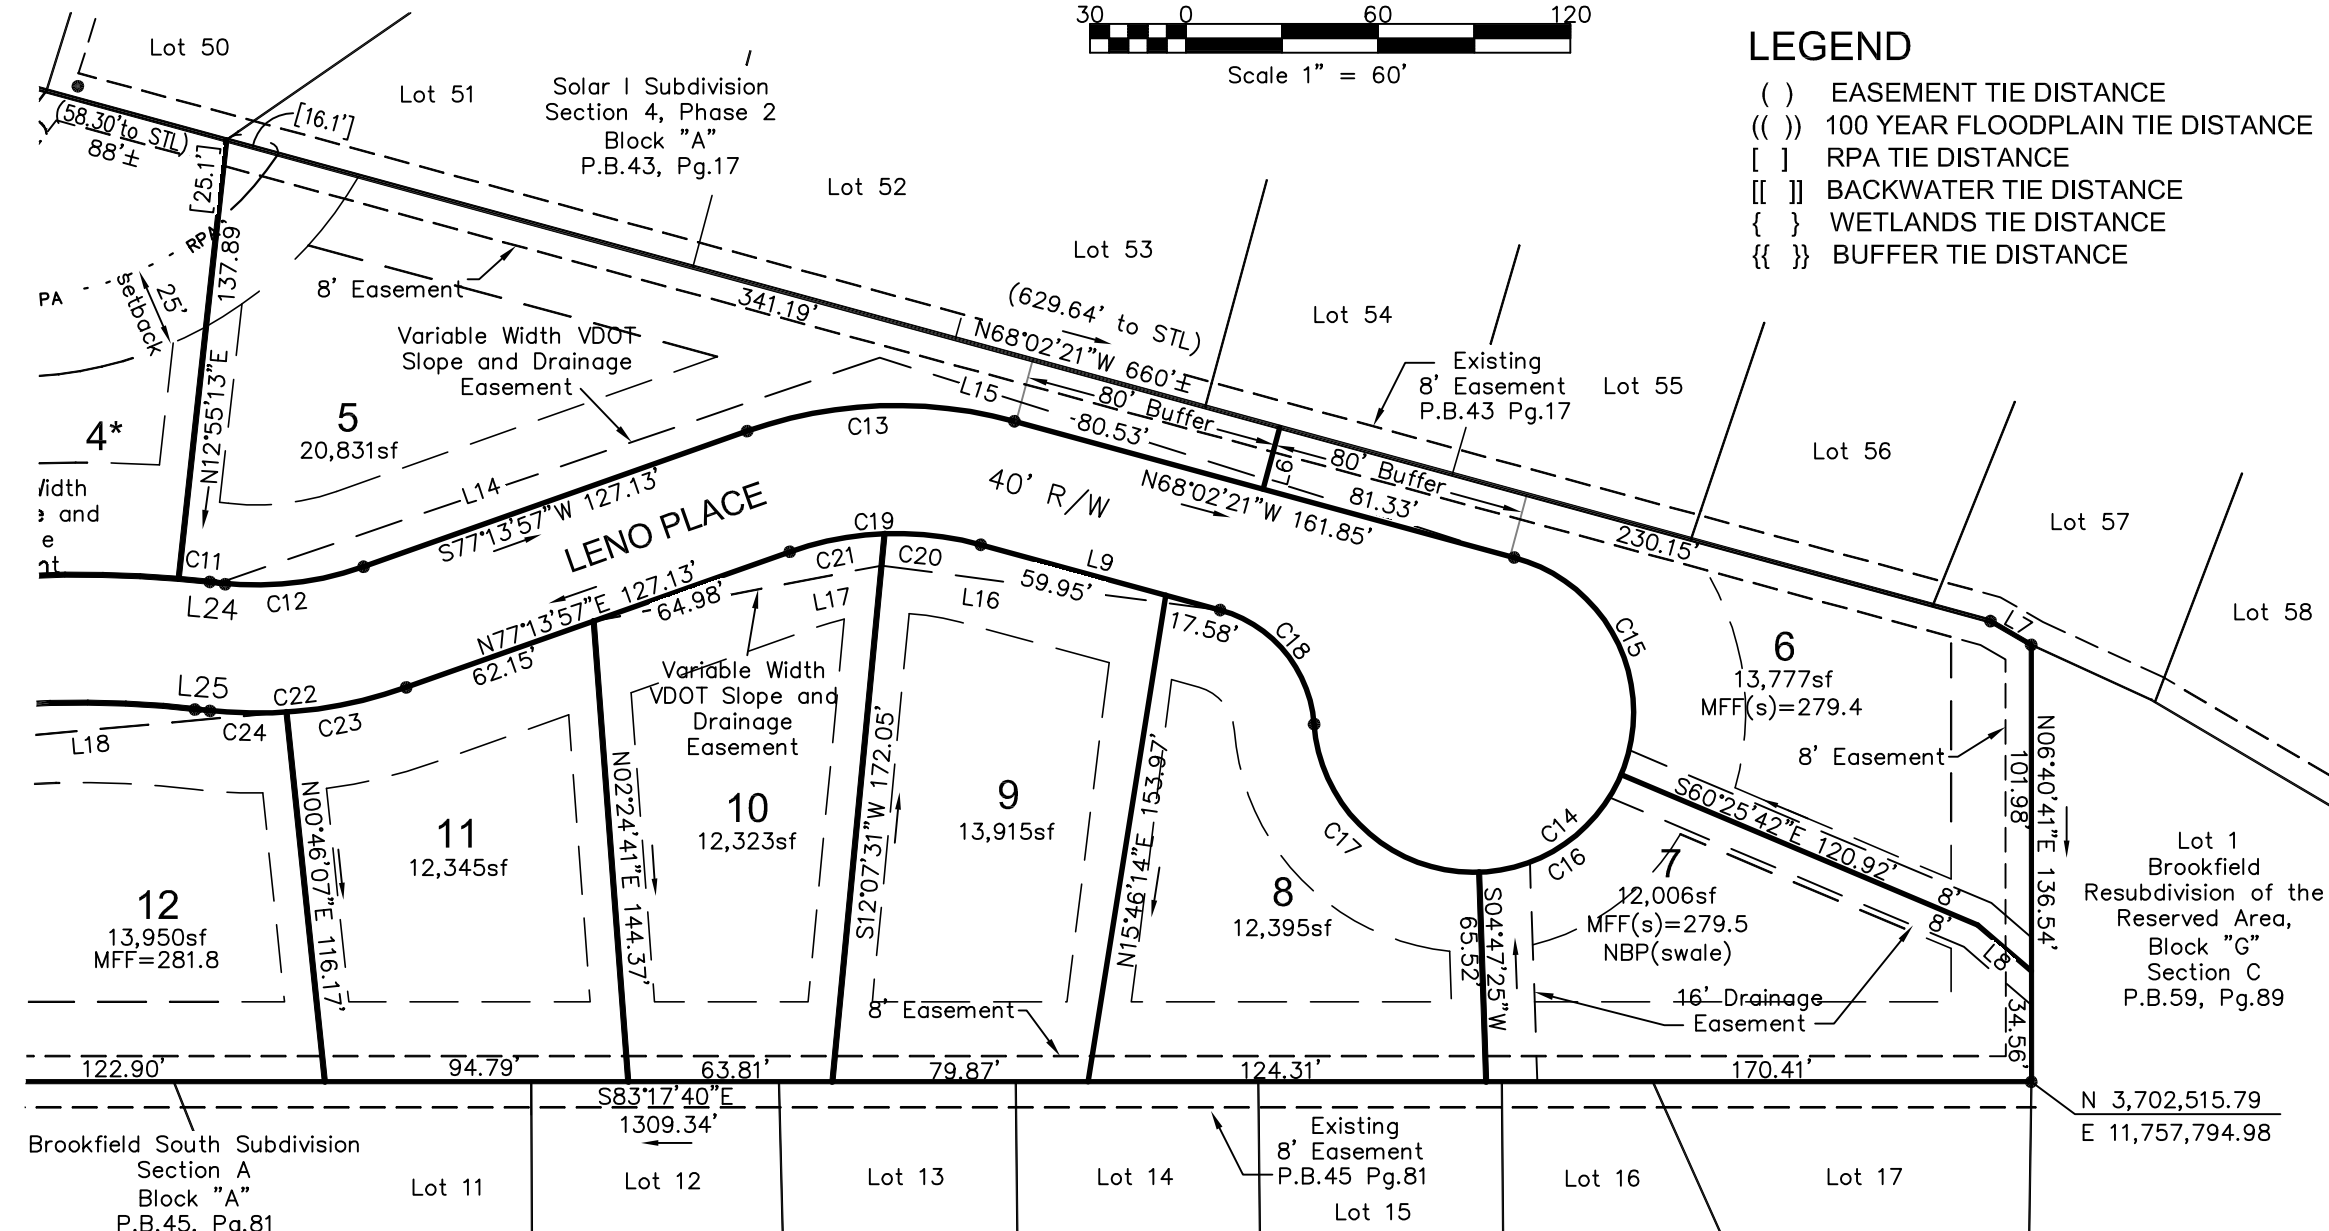 30 0 60 120
Scale 1” = 60’
LEGEND
( ) EASEMENT TIE DISTANCE
(( )) 100 YEAR FLOODPLAIN TIE DISTANCE
[ ] RPA TIE DISTANCE
[[ ]] BACKWATER TIE DISTANCE
{ } WETLANDS TIE DISTANCE
{{ }} BUFFER TIE DISTANCE
Lot 50
Lot 51
Solar I Subdivision
Section 4, Phase 2
Block ”A”
P.B.43, Pg.17
Lot 52
Lot 53
Lot 54
Lot 55
Lot 56
Lot 57
Lot 58
(58.30’to STL)
88’±
[16.1’]
[25.1’]
137.89’
N12°55’13”E
RPA
PA
25’
setback
8’ Easement
341.19’
(629.64’ to STL)
N68°02’21”W 660’±
Existing
8’ Easement
P.B.43 Pg.17
Variable Width VDOT
Slope and Drainage
Easement
4*
5
20,831sf
Width
e and
e
nt
L15
80’ Buffer
80.53’
L6
80’ Buffer
81.33’
230.15’
C13
L14
S77°13’57”W 127.13’
LENO PLACE
40’ R/W
N68°02’21”W 161.85’
C11
L24
C12
C19
C21
C20
L9
59.95’
N77°13’57”E 127.13’
64.98’
62.15’
L17
L16
17.58’
C18
C15
L7
6
13,777sf
MFF(s)=279.4
8’ Easement
N06°40’41”E 136.54’
101.98’
L25
C22
C24
C23
L18
Variable Width
VDOT Slope and
Drainage
Easement
N00°46’07”E 116.17’
N02°24’41”E 144.37’
S12°07’31”W 172.05’
N15°46’14”E 153.97’
C17
C14
C16
S60°25’42”E 120.92’
8’
8’
L8
34.56’
12
13,950sf
MFF=281.8
11
12,345sf
10
12,323sf
9
13,915sf
8
12,395sf
7
12,006sf
MFF(s)=279.5
NBP(swale)
S04°47’25”W
65.52’
8’ Easement
16’ Drainage
Easement
Lot 1
Brookfield
Resubdivision of the
Reserved Area,
Block ”G”
Section C
P.B.59, Pg.89
122.90’ 94.79’ 63.81’ 79.87’ 124.31’ 170.41’
S83°17’40”E
1309.34’
N 3,702,515.79
E 11,757,794.98
Brookfield South Subdivision
Section A
Block ”A”
P.B.45, Pg.81
Lot 11
Lot 12
Lot 13
Lot 14
Existing
8’ Easement
P.B.45 Pg.81
Lot 15
Lot 16
Lot 17